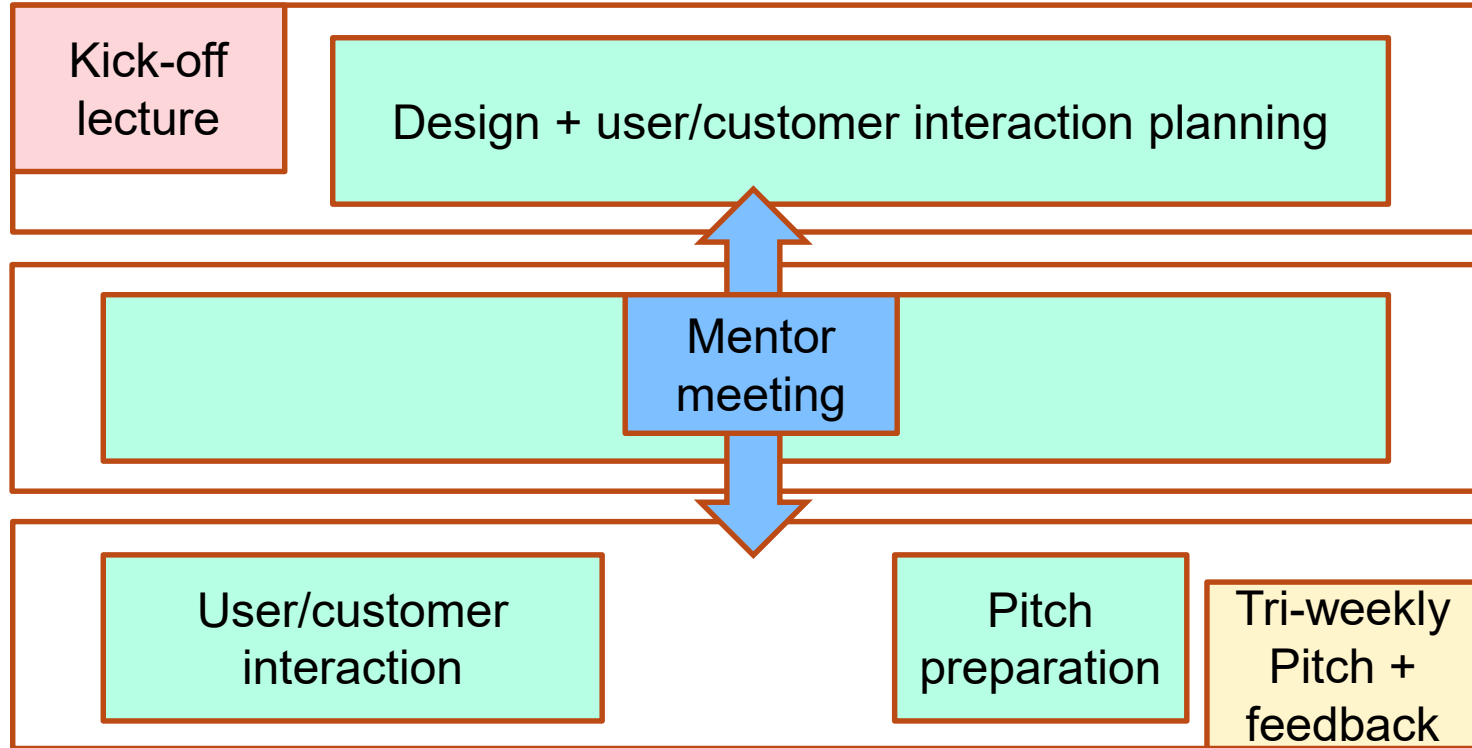 Kick-off
lecture
Design + user/customer interaction planning
Mentor
meeting
User/customer
interaction
Pitch
preparation
Tri-weekly
Pitch +
feedback